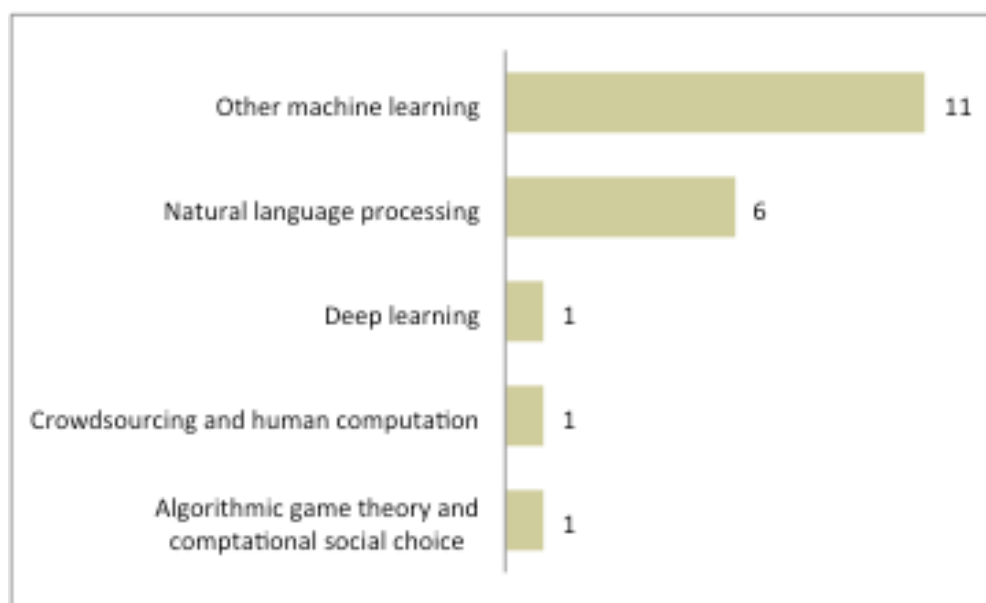 Other machine learning 11
Natural language processing 6
Deep learning 1
Crowdsourcing and human computation 1
Algorithmic game theory and
comptational social choice 1